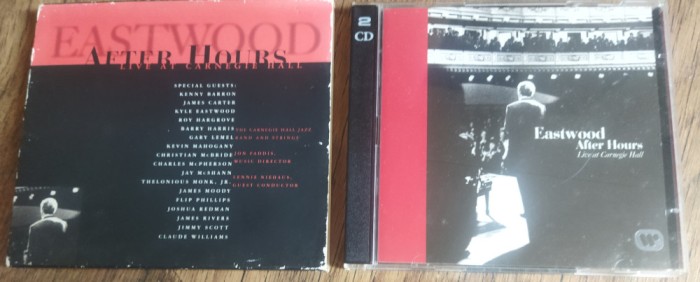 EASTWOOD
AFTER HOURS
LIVE AT CARNEGIE HALL
SPECIAL GUESTS:
KENNY BARRON
JAMES CARTER
KYLE EASTWOOD
ROY HARGROVE
BARRY HARRIS
GARY LEMEL
KEVIN MAHOGANY
CHRISTIAN McBRIDE
CHARLES McPHERSON
JAY McSHANN
THELONIOUS MONK, JR.
JAMES MOODY
FLIP PHILLIPS
JOSHUA REDMAN
JAMES RIVERS
JIMMY SCOTT
CLAUDE WILLIAMS
THE CARNEGIE HALL JAZZ
BAND AND STRINGS
JON FADDIS,
MUSIC DIRECTOR
LENNIE NIEHAUS,
GUEST CONDUCTOR
2
CD
Eastwood
After Hours
Live at Carnegie Hall